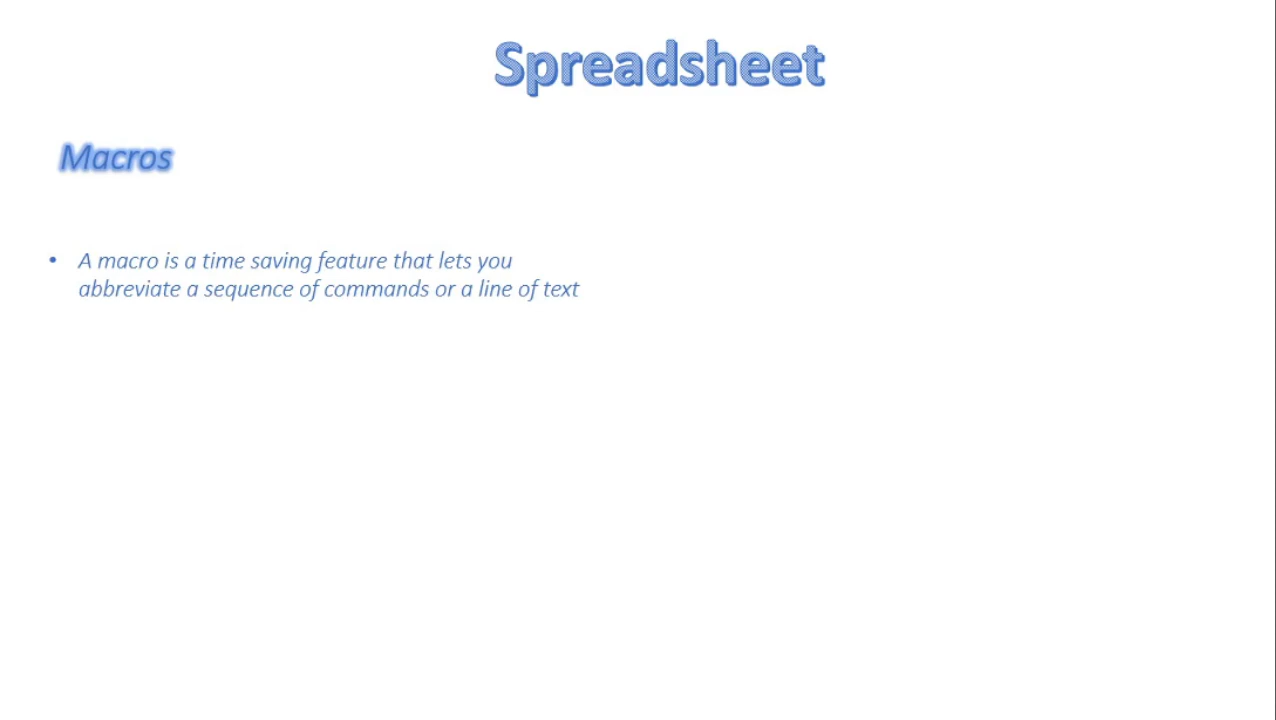 Spreadsheet
Macros
• A macro is a time saving feature that lets you
abbreviate a sequence of commands or a line of text